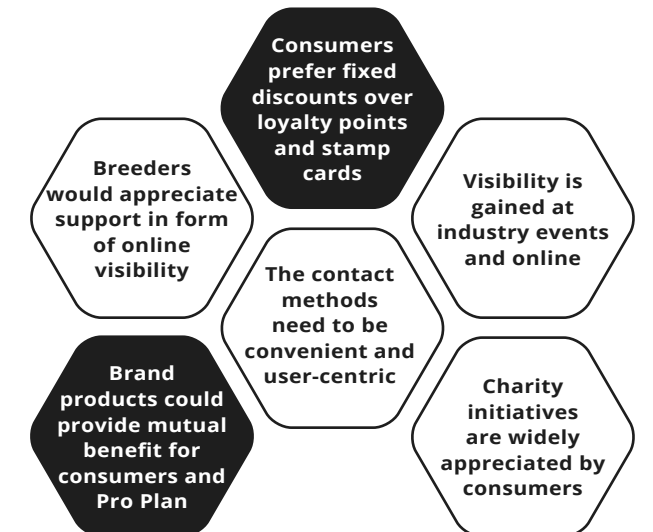 Consumers
prefer fixed
discounts over
loyalty points
and stamp
cards
Breeders
would appreciate
support in form
of online
visibility
Visibility is
gained at
industry events
and online
The contact
methods
need to be
convenient and
user-centric
Brand
products could
provide mutual
benefit for
consumers and
Pro Plan
Charity
initiatives
are widely
appreciated by
consumers